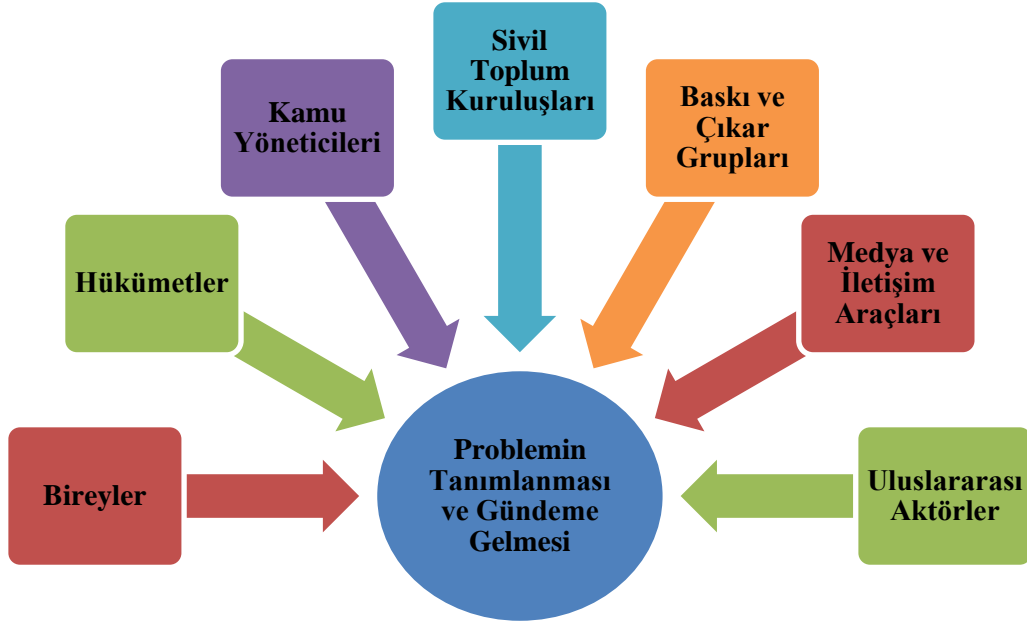 Sivil
Toplum
Kuruluşları
Kamu
Yöneticileri
Baskı ve
Çıkar
Grupları
Hükümetler
Medya ve
İletişim
Araçları
Bireyler
Problemin
Tanımlanması
ve Gündeme
Gelmesi
Uluslararası
Aktörler